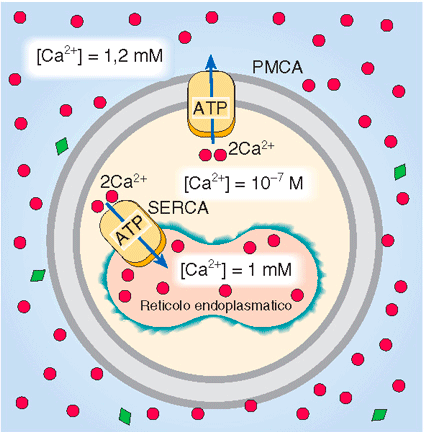 [Ca²⁺] = 1,2 mM
PMCA
ATP
2Ca²⁺
2Ca²⁺
[Ca²⁺] = 10⁻⁷ M
SERCA
ATP
[Ca²⁺] = 1 mM
Reticolo endoplasmatico